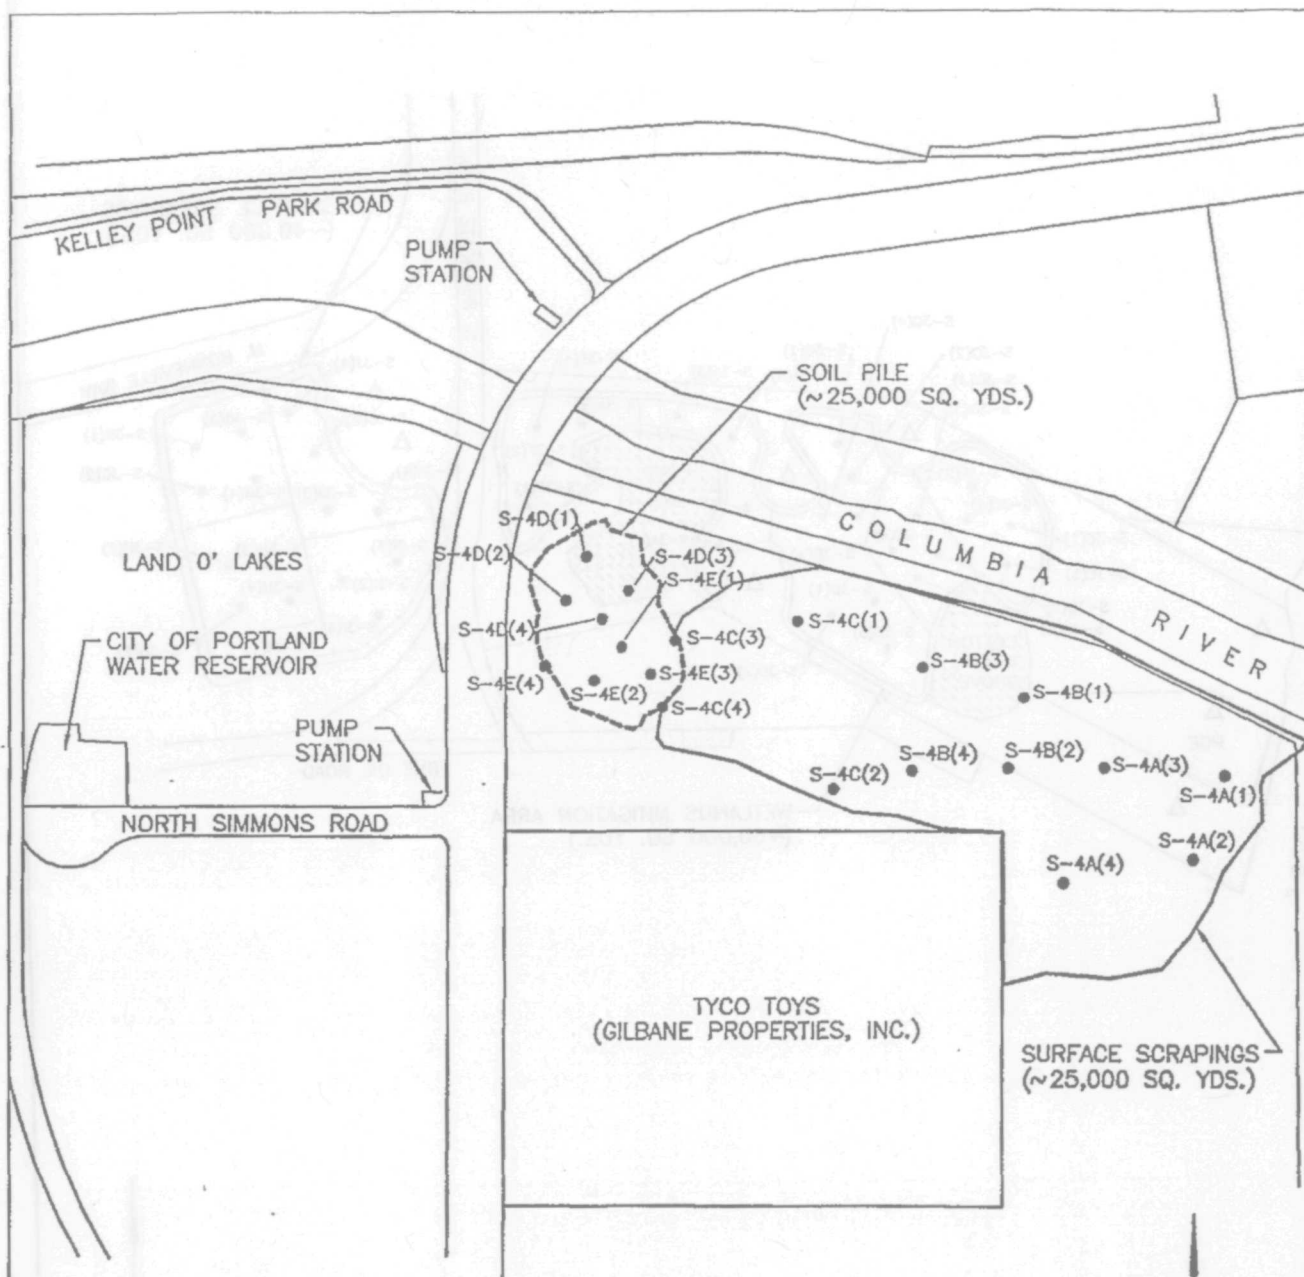 KELLEY POINT PARK ROAD
PUMP
STATION
SOIL PILE
(~25,000 SQ. YDS.)
COLUMBIA RIVER
S-4D(1)
S-4D(2)
S-4D(3)
S-4E(1)
LAND O' LAKES
S-4D(4)
S-4C(3)
S-4C(1)
CITY OF PORTLAND
WATER RESERVOIR
S-4B(3)
S-4E(4)
S-4E(3)
S-4E(2)
S-4B(1)
S-4C(4)
PUMP
STATION
S-4C(2)
S-4B(4)
S-4B(2)
S-4A(3)
S-4A(1)
NORTH SIMMONS ROAD
S-4A(2)
S-4A(4)
TYCO TOYS
(GILBANE PROPERTIES, INC.)
SURFACE SCRAPINGS
(~25,000 SQ. YDS.)